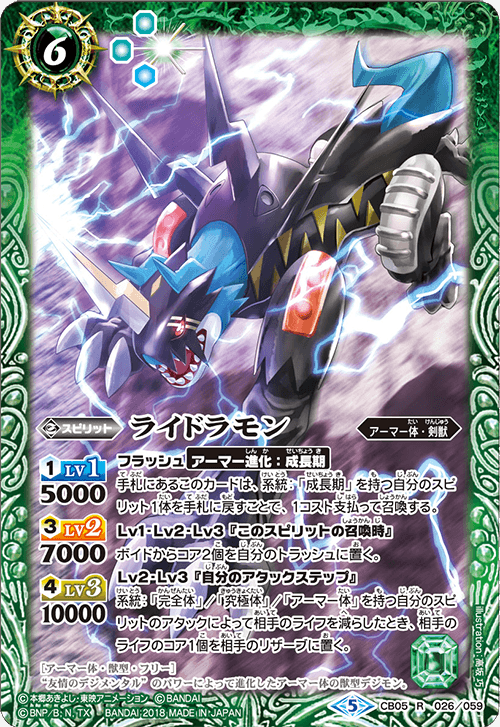 6
スピリット ライドラモン アーマー体・剣獣
1 LV1 5000
3 LV2 7000
4 LV3 10000
フラッシュ【アーマー進化:成長期】
手札にあるこのカードは、系統:「成長期」を持つ自分のスピ
リット1体を手札に戻すことで、1コスト支払って召喚する。
Lv1・Lv2・Lv3『このスピリットの召喚時』
ボイドからコア2個を自分のトラッシュに置く。
Lv2・Lv3『自分のアタックステップ』
系統:「完全体」/「究極体」/「アーマー体」を持つ自分のスピ
リットのアタックによって相手のライフを減らしたとき、相手の
ライフのコア1個を相手のリザーブに置く。
[アーマー体・獣型・フリー]
“友情のデジメンタル”のパワーによって進化したアーマー体の獣型デジモン。
©本郷あきよし・東映アニメーション ©BANDAI
©BNP/B; N, TX BANDAI 2018 MADE IN JAPAN
5 CB05 R 026/059